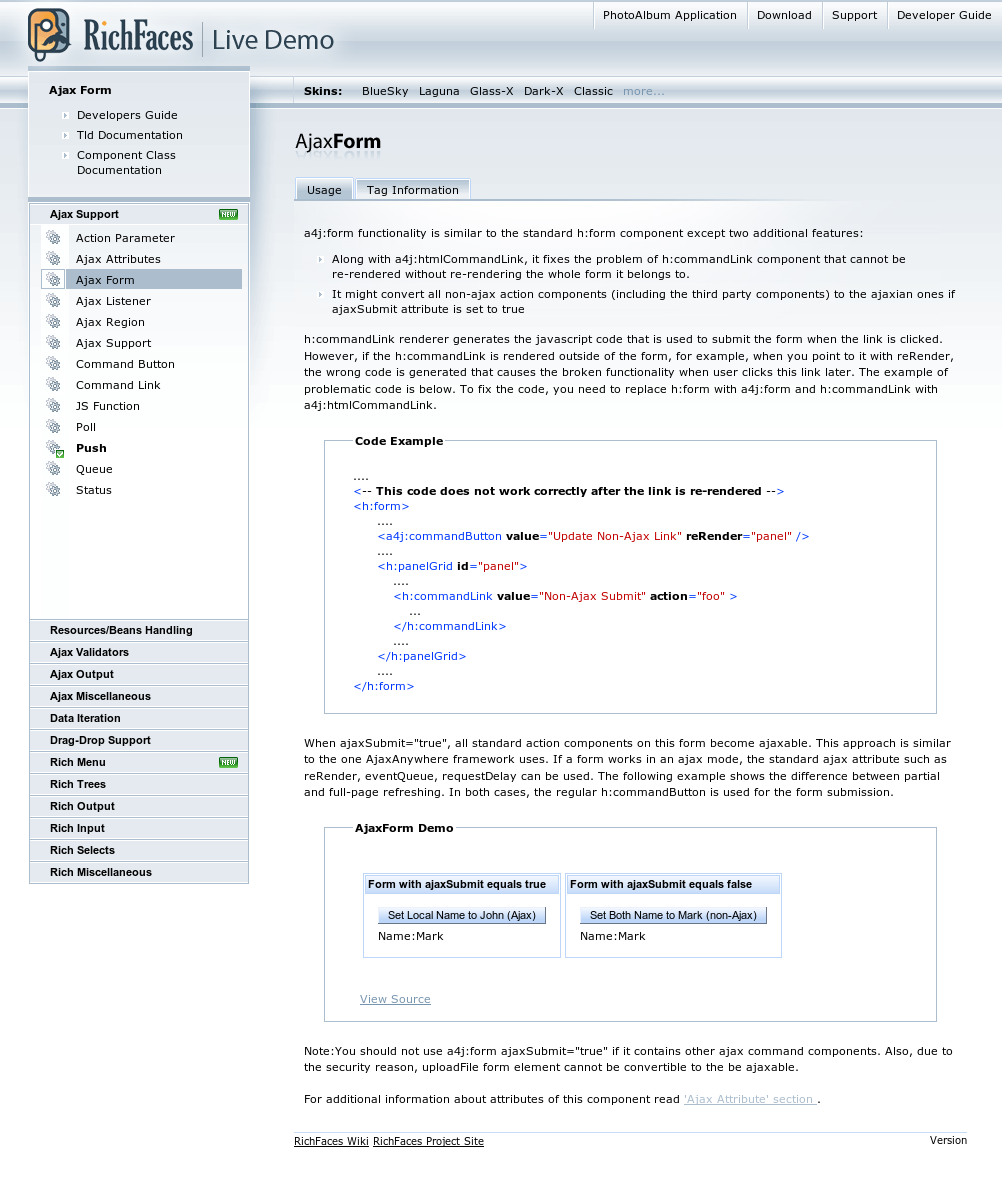 PhotoAlbum Application
Download
Support
Developer Guide
RichFaces Live Demo
Skins: BlueSky Laguna Glass-X Dark-X Classic more...
Ajax Form
Developers Guide
Tld Documentation
Component Class
Documentation
Ajax Support NEW
Action Parameter
Ajax Attributes
Ajax Form
Ajax Listener
Ajax Region
Ajax Support
Command Button
Command Link
JS Function
Poll
Push
Queue
Status
Resources/Beans Handling
Ajax Validators
Ajax Output
Ajax Miscellaneous
Data Iteration
Drag-Drop Support
Rich Menu NEW
Rich Trees
Rich Output
Rich Input
Rich Selects
Rich Miscellaneous
AjaxForm
Usage
Tag Information
a4j:form functionality is similar to the standard h:form component except two additional features:
Along with a4j:htmlCommandLink, it fixes the problem of h:commandLink component that cannot be
re-rendered without re-rendering the whole form it belongs to.
It might convert all non-ajax action components (including the third party components) to the ajaxian ones if
ajaxSubmit attribute is set to true
h:commandLink renderer generates the javascript code that is used to submit the form when the link is clicked.
However, if the h:commandLink is rendered outside of the form, for example, when you point to it with reRender,
the wrong code is generated that causes the broken functionality when user clicks this link later. The example of
problematic code is below. To fix the code, you need to replace h:form with a4j:form and h:commandLink with
a4j:htmlCommandLink.
Code Example
....
<-- This code does not work correctly after the link is re-rendered -->
<h:form>
....
<a4j:commandButton value="Update Non-Ajax Link" reRender="panel" />
....
<h:panelGrid id="panel">
....
<h:commandLink value="Non-Ajax Submit" action="foo" >
...
</h:commandLink>
....
</h:panelGrid>
....
</h:form>
When ajaxSubmit="true", all standard action components on this form become ajaxable. This approach is similar
to the one AjaxAnywhere framework uses. If a form works in an ajax mode, the standard ajax attribute such as
reRender, eventQueue, requestDelay can be used. The following example shows the difference between partial
and full-page refreshing. In both cases, the regular h:commandButton is used for the form submission.
AjaxForm Demo
Form with ajaxSubmit equals true
Set Local Name to John (Ajax)
Name:Mark
Form with ajaxSubmit equals false
Set Both Name to Mark (non-Ajax)
Name:Mark
View Source
Note:You should not use a4j:form ajaxSubmit="true" if it contains other ajax command components. Also, due to
the security reason, uploadFile form element cannot be convertible to the be ajaxable.
For additional information about attributes of this component read 'Ajax Attribute' section .
RichFaces Wiki RichFaces Project Site
Version